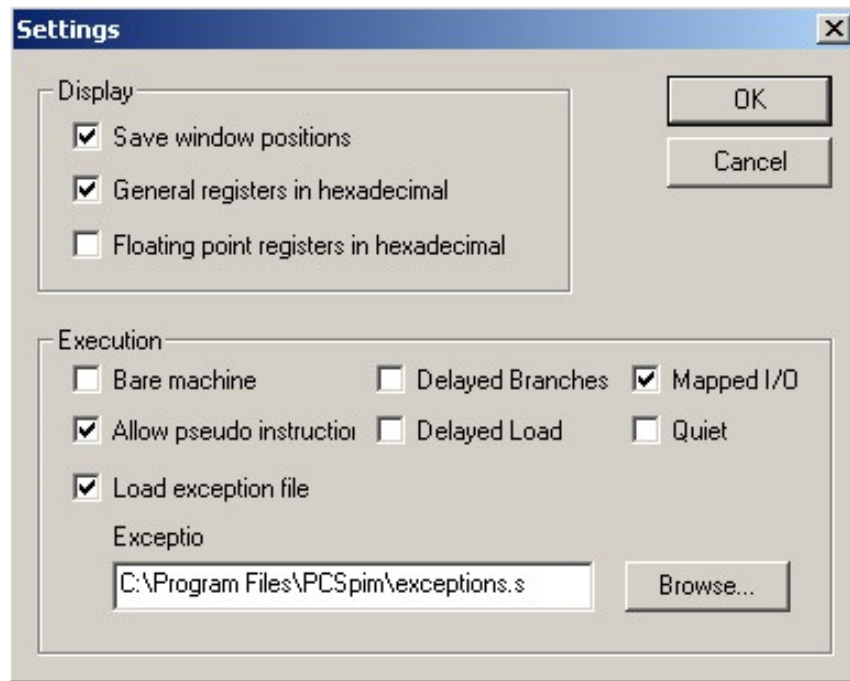 Settings
Display
OK
Save window positions
Cancel
General registers in hexadecimal
Floating point registers in hexadecimal
Execution
Bare machine Delayed Branches Mapped I/O
Allow pseudo instruction Delayed Load Quiet
Load exception file
Exceptio
C:\Program Files\PCSpim\exceptions.s Browse...